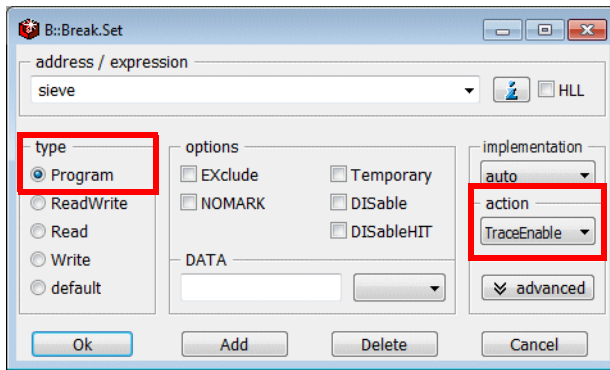 B::Break.Set
address / expression
sieve
i HLL
type
Program
ReadWrite
Read
Write
default
options
EXclude
Temporary
NOMARK
DISable
DISableHIT
DATA
implementation
auto
action
TraceEnable
advanced
Ok
Add
Delete
Cancel